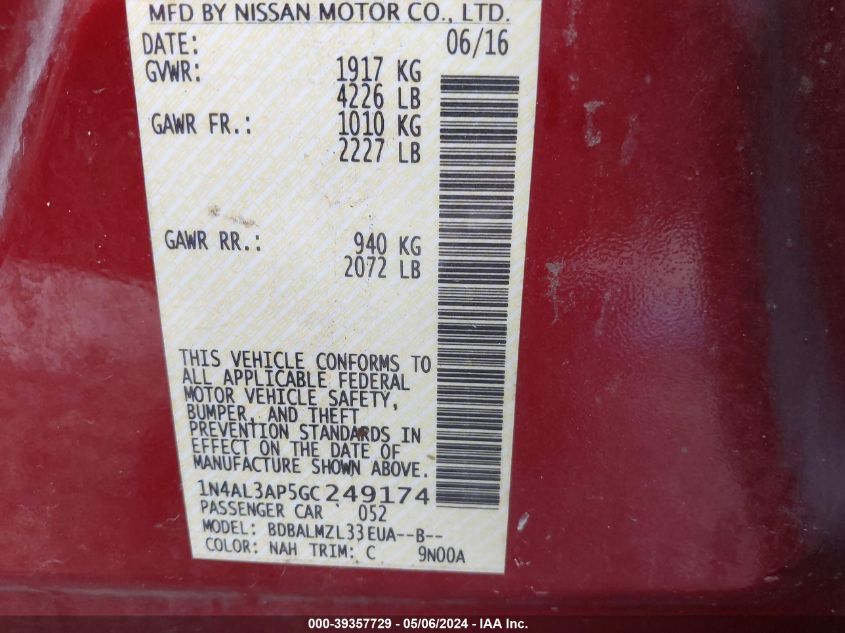 MFD BY NISSAN MOTOR CO., LTD.
DATE: 06/16
GVWR: 1917 KG
4226 LB
GAWR FR.: 1010 KG
2227 LB
GAWR RR.: 940 KG
2072 LB
THIS VEHICLE CONFORMS TO
ALL APPLICABLE FEDERAL
MOTOR VEHICLE SAFETY,
BUMPER, AND THEFT
PREVENTION STANDARDS IN
EFFECT ON THE DATE OF
MANUFACTURE SHOWN ABOVE.
1N4AL3AP5GC249174
PASSENGER CAR 052
MODEL: BDBALMZL33EUA--B--
COLOR: NAH TRIM: C 9N00A
000-39357729 - 05/06/2024 - IAA Inc.